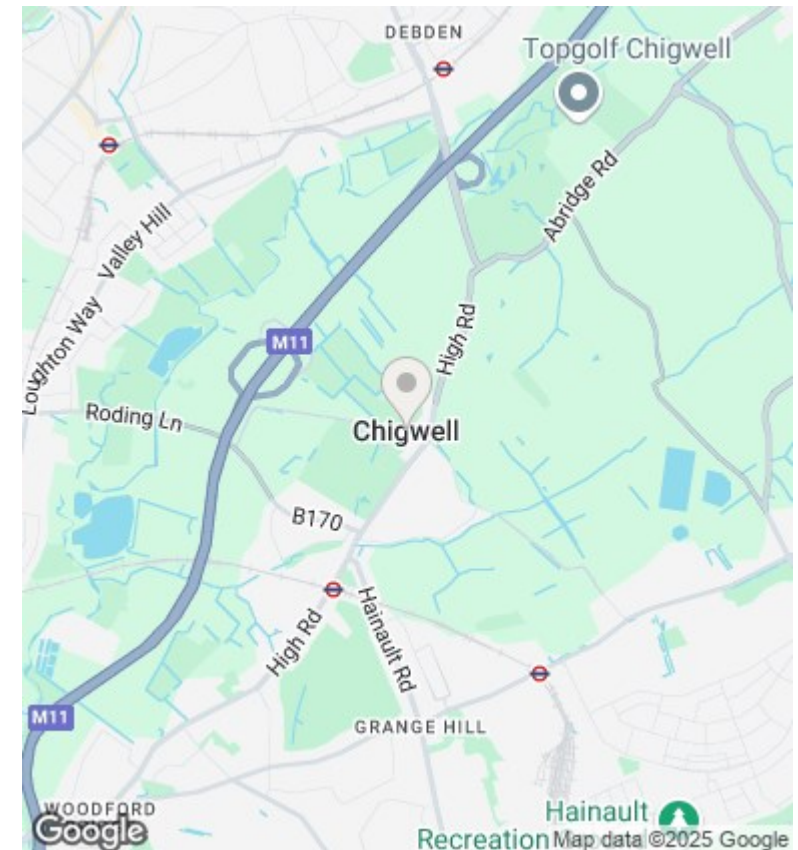 DEBDEN
Topgolf Chigwell
Abridge Rd
Valley Hill
Loughton Way
High Rd
M11
Roding Ln
Chigwell
B170
Hainault Rd
High Rd
M11
GRANGE HILL
WOODFORD
Hainault
Recreation
Google
Map data ©2025 Google